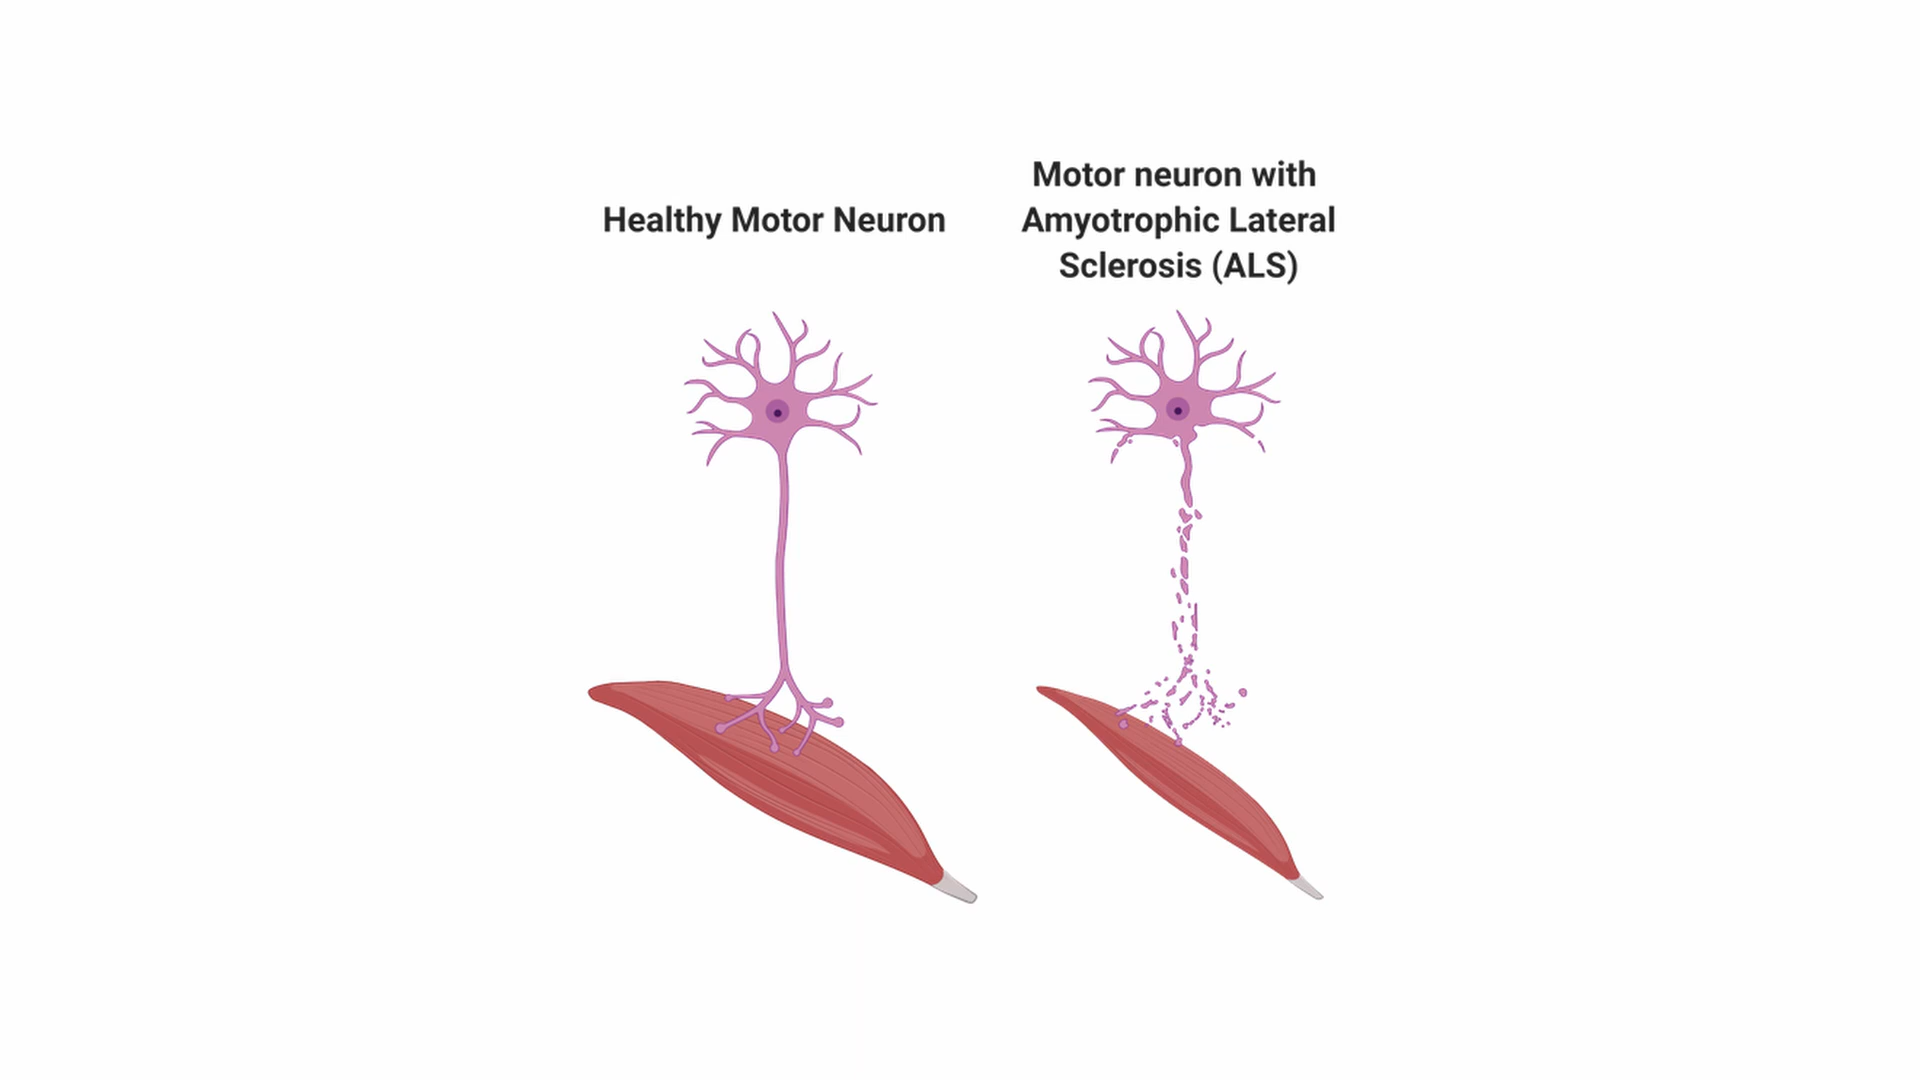 Healthy Motor Neuron
Motor neuron with
Amyotrophic Lateral
Sclerosis (ALS)